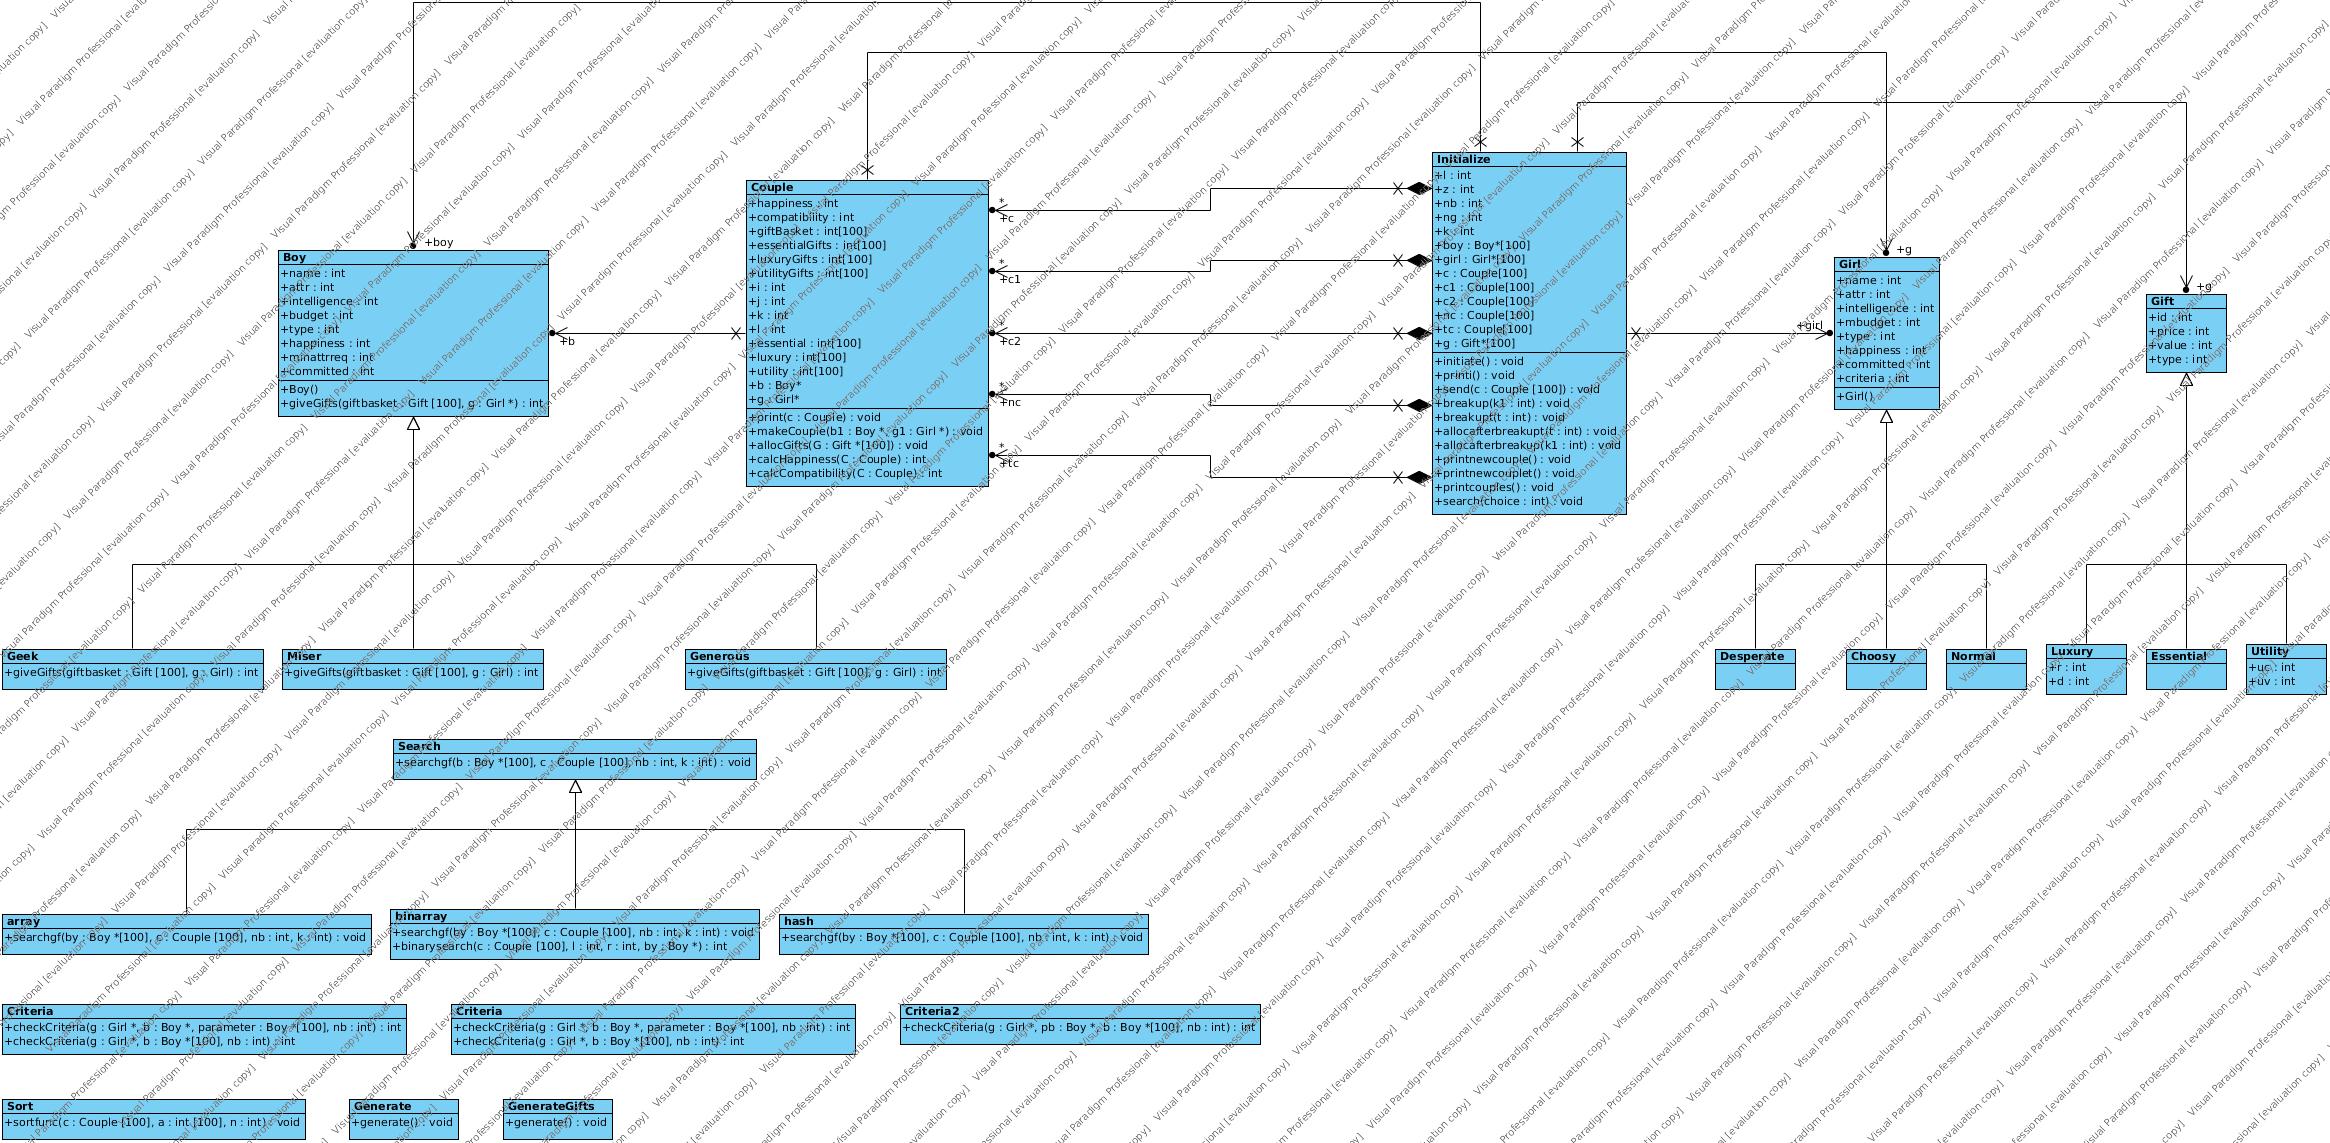 +boy
Initialize
+l : int
+z : int
+nb : int
+ng : int
+k : int
+boy : Boy*[100]
+girl : Girl*[100]
+c : Couple[100]
+c1 : Couple[100]
+c2 : Couple[100]
+nc : Couple[100]
+tc : Couple[100]
+g : Gift*[100]
+initiate() : void
+printi() : void
+send(c : Couple [100]) : void
+breakup(k1 : int) : void
+breakup(t : int) : void
+allocafterbreakupt(t : int) : void
+allocafterbreakup(k1 : int) : void
+printnewcouple() : void
+printnewcouplet() : void
+printcouples() : void
+search(choice : int) : void
Couple
+happiness : int
+compatibility : int
+giftBasket : int[100]
+essentialGifts : int[100]
+luxuryGifts : int[100]
+utilityGifts : int[100]
+i : int
+j : int
+k : int
+l : int
+essential : int[100]
+luxury : int[100]
+utility : int[100]
+b : Boy*
+g : Girl*
+print(c : Couple) : void
+makeCouple(b1 : Boy *, g1 : Girl *) : void
+allocGifts(G : Gift *[100]) : void
+calcHappiness(C : Couple) : int
+calcCompatibility(C : Couple) : int
*
+c
*
+c1
*
+c2
*
+nc
*
+tc
+b
Boy
+name : int
+attr : int
+intelligence : int
+budget : int
+type : int
+happiness : int
+minattrreq : int
+committed : int
+Boy()
+giveGifts(giftbasket : Gift [100], g : Girl *) : int
+g
+girl
Girl
+name : int
+attr : int
+intelligence : int
+mbudget : int
+type : int
+happiness : int
+committed : int
+criteria : int
+Girl()
+g
Gift
+id : int
+price : int
+value : int
+type : int
Geek
+giveGifts(giftbasket : Gift [100], g : Girl) : int
Miser
+giveGifts(giftbasket : Gift [100], g : Girl) : int
Generous
+giveGifts(giftbasket : Gift [100], g : Girl) : int
Desperate
Choosy
Normal
Luxury
+r : int
+d : int
Essential
Utility
+uc : int
+uv : int
Search
+searchgf(b : Boy *[100], c : Couple [100], nb : int, k : int) : void
array
+searchgf(by : Boy *[100], c : Couple [100], nb : int, k : int) : void
binarray
+searchgf(by : Boy *[100], c : Couple [100], nb : int, k : int) : void
+binarysearch(c : Couple [100], l : int, r : int, by : Boy *) : int
hash
+searchgf(by : Boy *[100], c : Couple [100], nb : int, k : int) : void
Criteria
+checkCriteria(g : Girl *, b : Boy *, parameter : Boy *[100], nb : int) : int
+checkCriteria(g : Girl *, b : Boy *[100], nb : int) : int
Criteria
+checkCriteria(g : Girl *, b : Boy *, parameter : Boy *[100], nb : int) : int
+checkCriteria(g : Girl *, b : Boy *[100], nb : int) : int
Criteria2
+checkCriteria(g : Girl *, pb : Boy *, b : Boy *[100], nb : int) : int
Sort
+sortfunc(c : Couple [100], a : int [100], n : int) : void
Generate
+generate() : void
GenerateGifts
+generate() : void
Visual Paradigm Professional [evaluation copy]